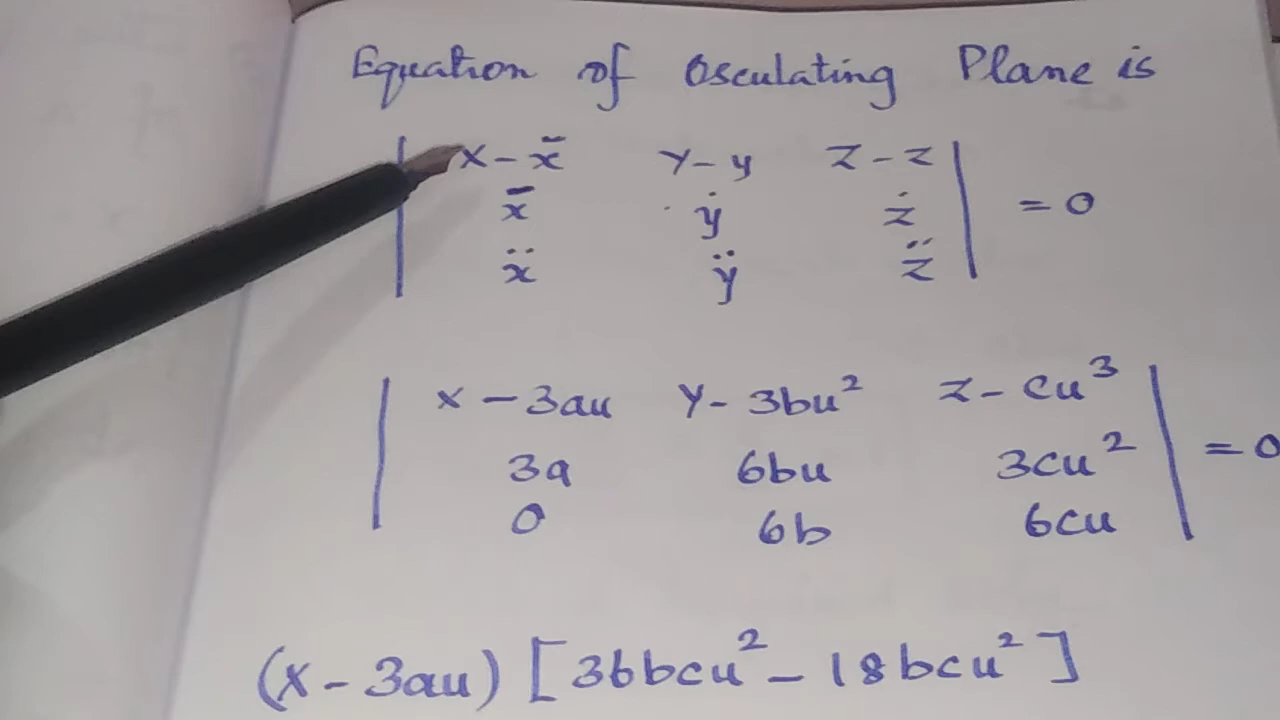 Equation of Osculating Plane is
| X - x̄ Y - y Z - z | = 0
x̄ ẏ ż
ẍ ÿ z̈
| X - 3au Y - 3bu² Z - cu³ | = 0
3a 6bu 3cu²
0 6b 6cu
(X - 3au) [36bcu² - 18bcu²]